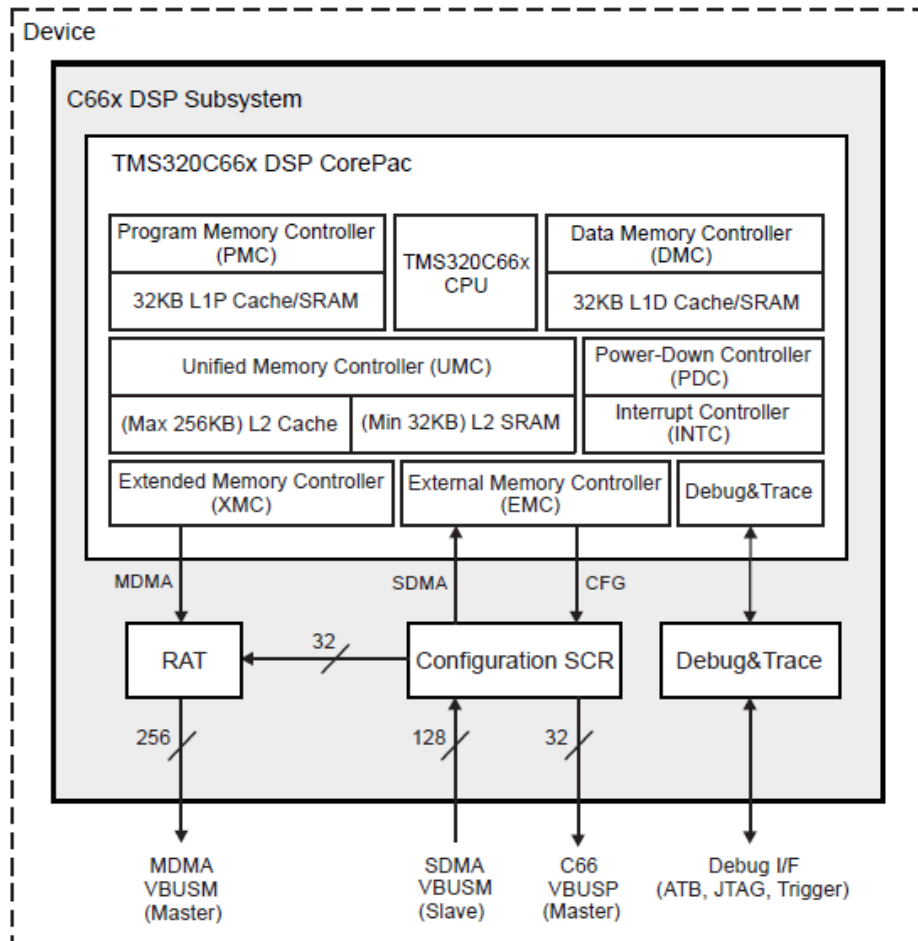 Device
C66x DSP Subsystem
TMS320C66x DSP CorePac
Program Memory Controller
(PMC)
32KB L1P Cache/SRAM
TMS320C66x
CPU
Data Memory Controller
(DMC)
32KB L1D Cache/SRAM
Unified Memory Controller (UMC)
(Max 256KB) L2 Cache
(Min 32KB) L2 SRAM
Power-Down Controller
(PDC)
Interrupt Controller
(INTC)
Extended Memory Controller
(XMC)
External Memory Controller
(EMC)
Debug&Trace
MDMA
SDMA
CFG
RAT
32
Configuration SCR
Debug&Trace
256
128
32
MDMA
VBUSM
(Master)
SDMA
VBUSM
(Slave)
C66
VBUSP
(Master)
Debug I/F
(ATB, JTAG, Trigger)